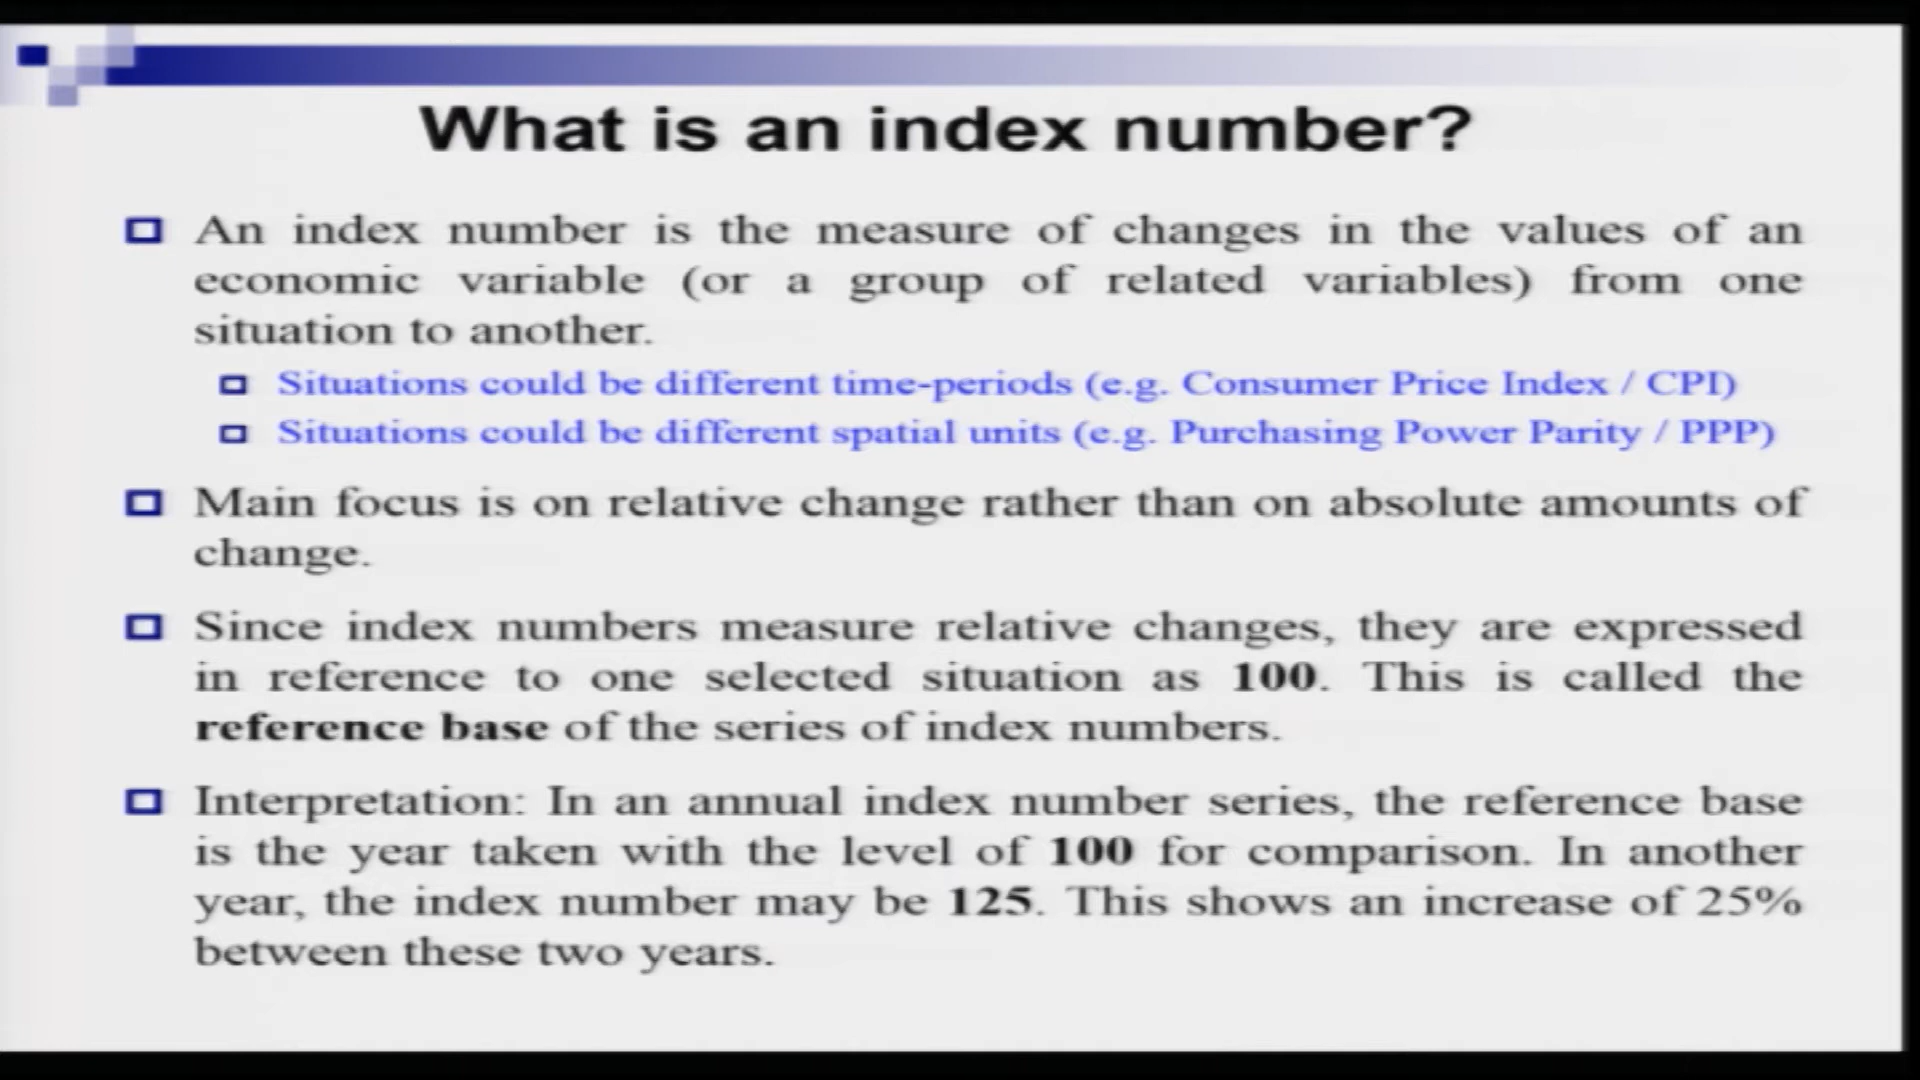 What is an index number?
An index number is the measure of changes in the values of an
economic variable (or a group of related variables) from one
situation to another.
Situations could be different time-periods (e.g. Consumer Price Index / CPI)
Situations could be different spatial units (e.g. Purchasing Power Parity / PPP)
Main focus is on relative change rather than on absolute amounts of
change.
Since index numbers measure relative changes, they are expressed
in reference to one selected situation as 100. This is called the
reference base of the series of index numbers.
Interpretation: In an annual index number series, the reference base
is the year taken with the level of 100 for comparison. In another
year, the index number may be 125. This shows an increase of 25%
between these two years.